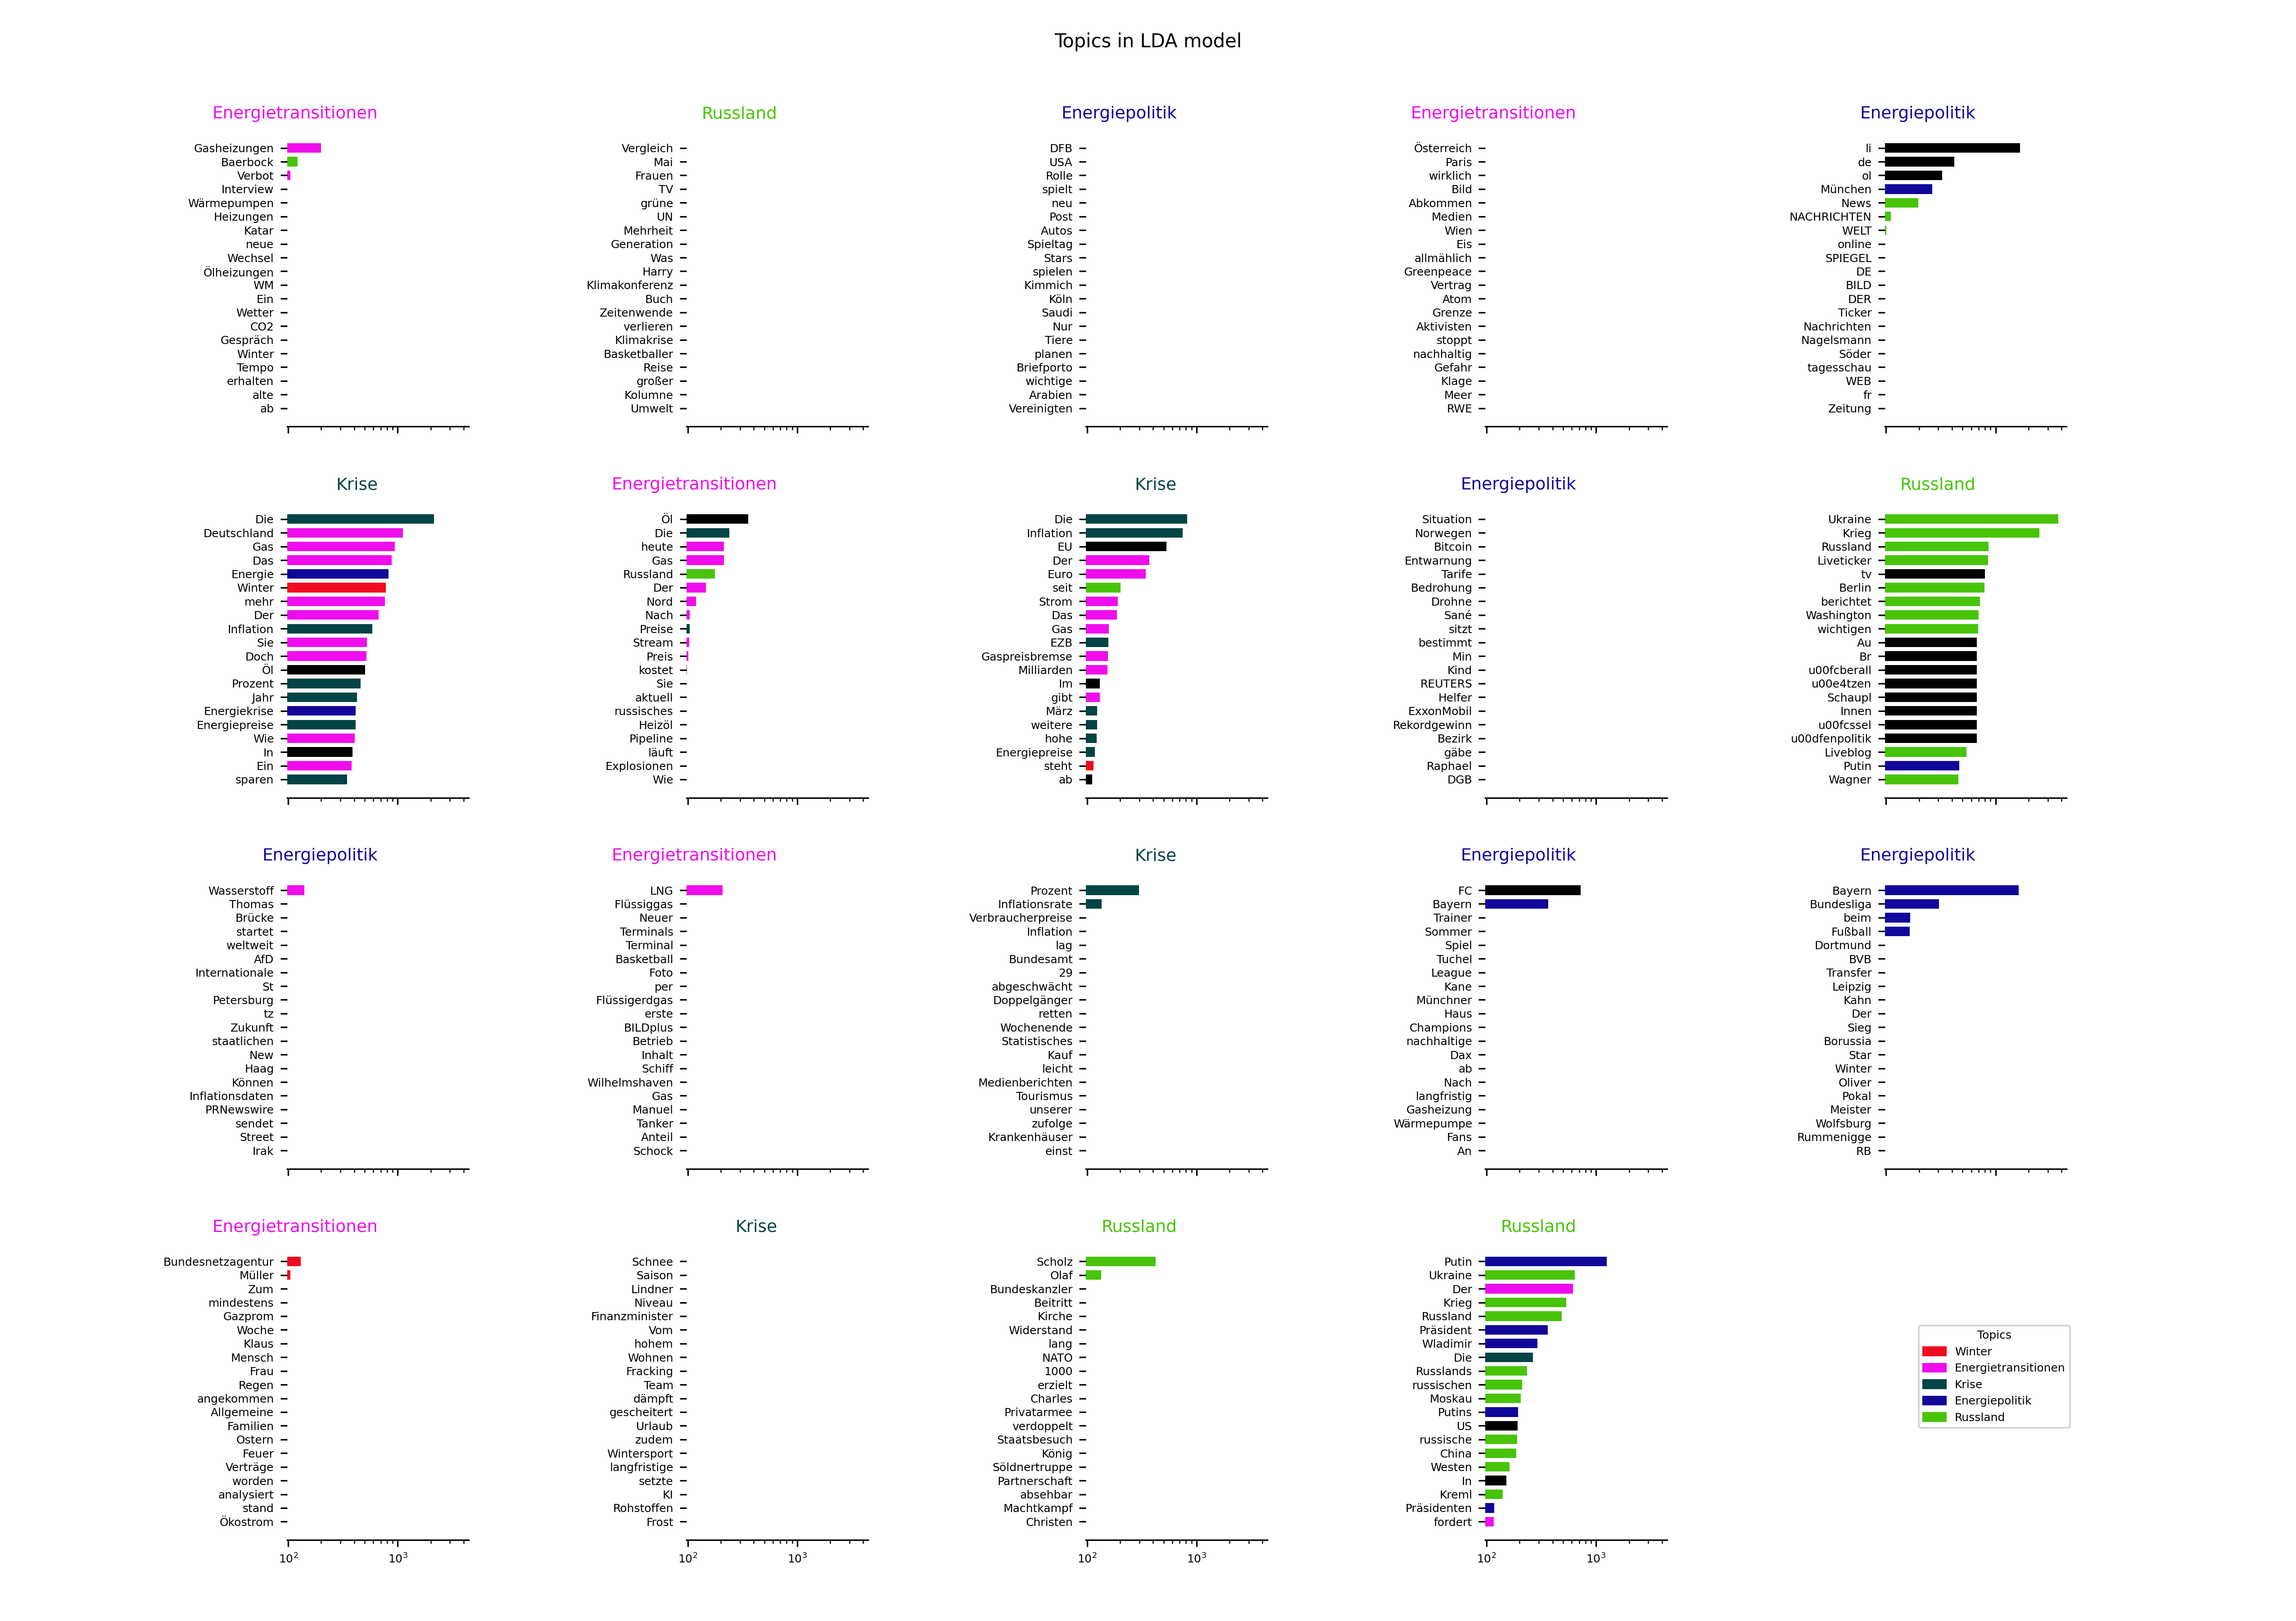 Topics in LDA model
Energietransitionen
Gasheizungen
Baerbock
Verbot
Interview
Wärmepumpen
Heizungen
Katar
neue
Wechsel
Ölheizungen
WM
Ein
Wetter
CO2
Gespräch
Winter
Tempo
erhalten
alte
ab
Russland
Vergleich
Mai
Frauen
TV
grüne
UN
Mehrheit
Generation
Was
Harry
Klimakonferenz
Buch
Zeitenwende
verlieren
Klimakrise
Basketballer
Reise
großer
Kolumne
Umwelt
Energiepolitik
DFB
USA
Rolle
spielt
neu
Post
Autos
Spieltag
Stars
spielen
Kimmich
Köln
Saudi
Nur
Tiere
planen
Briefporto
wichtige
Arabien
Vereinigten
Energietransitionen
Österreich
Paris
wirklich
Bild
Abkommen
Medien
Wien
Eis
allmählich
Greenpeace
Vertrag
Atom
Grenze
Aktivisten
stoppt
nachhaltig
Gefahr
Klage
Meer
RWE
Energiepolitik
li
de
ol
München
News
NACHRICHTEN
WELT
online
SPIEGEL
DE
BILD
DER
Ticker
Nachrichten
Nagelsmann
Söder
tagesschau
WEB
fr
Zeitung
Krise
Die
Deutschland
Gas
Das
Energie
Winter
mehr
Der
Inflation
Sie
Doch
Öl
Prozent
Jahr
Energiekrise
Energiepreise
Wie
In
Ein
sparen
Energietransitionen
Öl
Die
heute
Gas
Russland
Der
Nord
Nach
Preise
Stream
Preis
kostet
Sie
aktuell
russisches
Heizöl
Pipeline
läuft
Explosionen
Wie
Krise
Die
Inflation
EU
Der
Euro
seit
Strom
Das
Gas
EZB
Gaspreisbremse
Milliarden
Im
gibt
März
weitere
hohe
Energiepreise
steht
ab
Energiepolitik
Situation
Norwegen
Bitcoin
Entwarnung
Tarife
Bedrohung
Drohne
Sané
sitzt
bestimmt
Min
Kind
REUTERS
Helfer
ExxonMobil
Rekordgewinn
Bezirk
gäbe
Raphael
DGB
Russland
Ukraine
Krieg
Russland
Liveticker
tv
Berlin
berichtet
Washington
wichtigen
Au
Br
u00fcberall
u00e4tzen
Schaupl
Innen
u00fcssel
u00dfenpolitik
Liveblog
Putin
Wagner
Energiepolitik
Wasserstoff
Thomas
Brücke
startet
weltweit
AfD
Internationale
St
Petersburg
tz
Zukunft
staatlichen
New
Haag
Können
Inflationsdaten
PRNewswire
sendet
Street
Irak
Energietransitionen
LNG
Flüssiggas
Neuer
Terminals
Terminal
Basketball
Foto
per
Flüssigerdgas
erste
BILDplus
Betrieb
Inhalt
Schiff
Wilhelmshaven
Gas
Manuel
Tanker
Anteil
Schock
Krise
Prozent
Inflationsrate
Verbraucherpreise
Inflation
lag
Bundesamt
29
abgeschwächt
Doppelgänger
retten
Wochenende
Statistisches
Kauf
leicht
Medienberichten
Tourismus
unserer
zufolge
Krankenhäuser
einst
Energiepolitik
FC
Bayern
Trainer
Sommer
Spiel
Tuchel
League
Kane
Münchner
Haus
Champions
nachhaltige
Dax
ab
Nach
langfristig
Gasheizung
Wärmepumpe
Fans
An
Energiepolitik
Bayern
Bundesliga
beim
Fußball
Dortmund
BVB
Transfer
Leipzig
Kahn
Der
Sieg
Borussia
Star
Winter
Oliver
Pokal
Meister
Wolfsburg
Rummenigge
RB
Energietransitionen
Bundesnetzagentur
Müller
Zum
mindestens
Gazprom
Woche
Klaus
Mensch
Frau
Regen
angekommen
Allgemeine
Familien
Ostern
Feuer
Verträge
worden
analysiert
stand
Ökostrom
10² 10³
Krise
Schnee
Saison
Lindner
Niveau
Finanzminister
Vom
hohem
Wohnen
Fracking
Team
dämpft
gescheitert
Urlaub
zudem
Wintersport
langfristige
setzte
KI
Rohstoffen
Frost
10² 10³
Russland
Scholz
Olaf
Bundeskanzler
Beitritt
Kirche
Widerstand
lang
NATO
1000
erzielt
Charles
Privatarmee
verdoppelt
Staatsbesuch
König
Söldnertruppe
Partnerschaft
absehbar
Machtkampf
Christen
10² 10³
Russland
Putin
Ukraine
Der
Krieg
Russland
Präsident
Wladimir
Die
Russlands
russischen
Moskau
Putins
US
russische
China
Westen
In
Kreml
Präsidenten
fordert
10² 10³
Topics
Winter
Energietransitionen
Krise
Energiepolitik
Russland